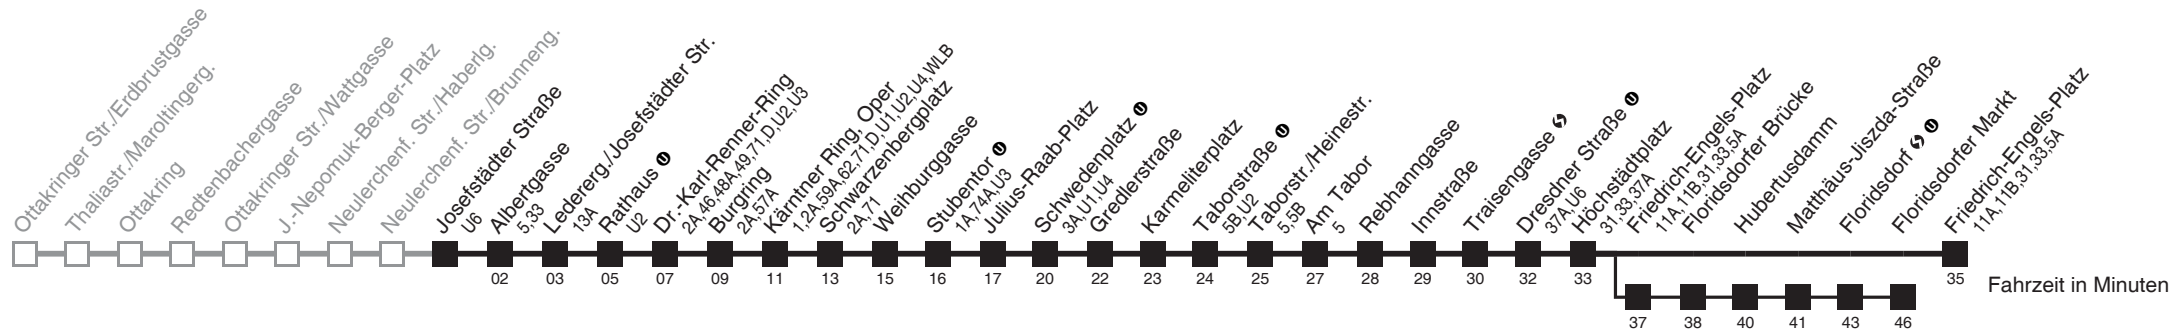 Ottakringer Str./Erdbrustgasse
Thaliastr./Maroltingerg.
Ottakring
Redtenbachergasse
Ottakringer Str./Wattgasse
J.-Nepomuk-Berger-Platz
Neulerchenf. Str./Haberlg.
Neulerchenf. Str./Brunneng.
Josefstädter Straße
U6
Albertgasse
5,33
Ledererg./Josefstädter Str.
13A
Rathaus U
U2
Dr.-Karl-Renner-Ring
2A,46,48A,49,71,D,U2,U3
Burgring
2A,57A
Kärntner Ring, Oper
1,2A,59A,62,71,D,U1,U2,U4,WLB
Schwarzenbergplatz
2A,71
Weihburggasse
Stubentor U
1A,74A,U3
Julius-Raab-Platz
Schwedenplatz U
3A,U1,U4
Gredlerstraße
Karmeliterplatz
Taborstraße U
5B,U2
Taborstr./Heinestr.
5,5B
Am Tabor
5
Rebhanngasse
Innstraße
Traisengasse S
Dresdner Straße U
37A,U6
Höchstädtplatz
31,33,37A
Friedrich-Engels-Platz
11A,11B,31,33,5A
Floridsdorfer Brücke
Hubertusdamm
Matthäus-Jiszda-Straße
Floridsdorf S U
Floridsdorfer Markt
Friedrich-Engels-Platz
11A,11B,31,33,5A
02 03 05 07 09 11 13 15 16 17 20 22 23 24 25 27 28 29 30 32 33 35
Fahrzeit in Minuten
37 38 40 41 43 46